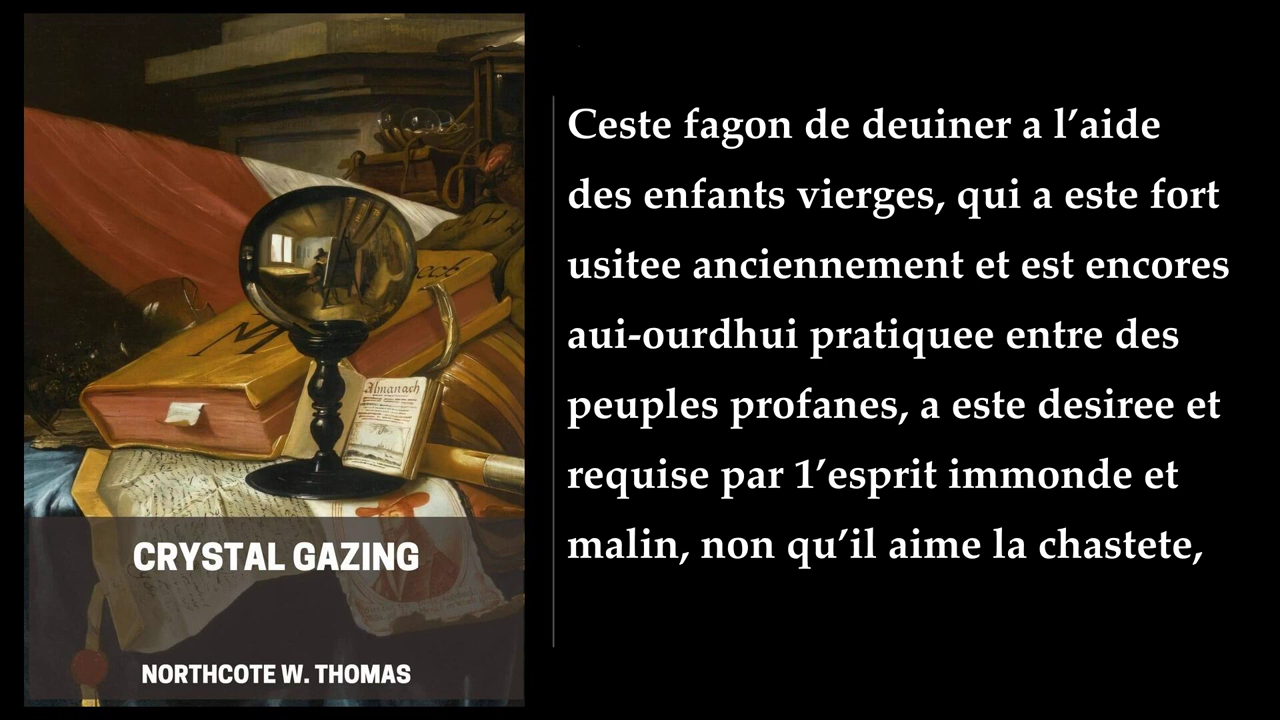 Ceste fagon de deuiner a l’aide
des enfants vierges, qui a este fort
usitee anciennement et est encores
aui-ourdhui pratiquee entre des
peuples profanes, a este desiree et
requise par 1’esprit immonde et
malin, non qu’il aime la chastete,
Almanach
M
CRYSTAL GAZING
NORTHCOTE W. THOMAS